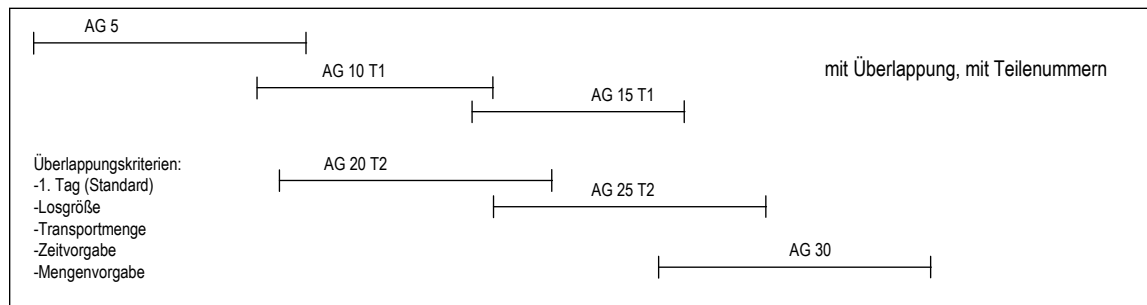 AG 5
mit Überlappung, mit Teilenummern
AG 10 T1
AG 15 T1
Überlappungskriterien:
-1. Tag (Standard)
-Losgröße
-Transportmenge
-Zeitvorgabe
-Mengenvorgabe
AG 20 T2
AG 25 T2
AG 30